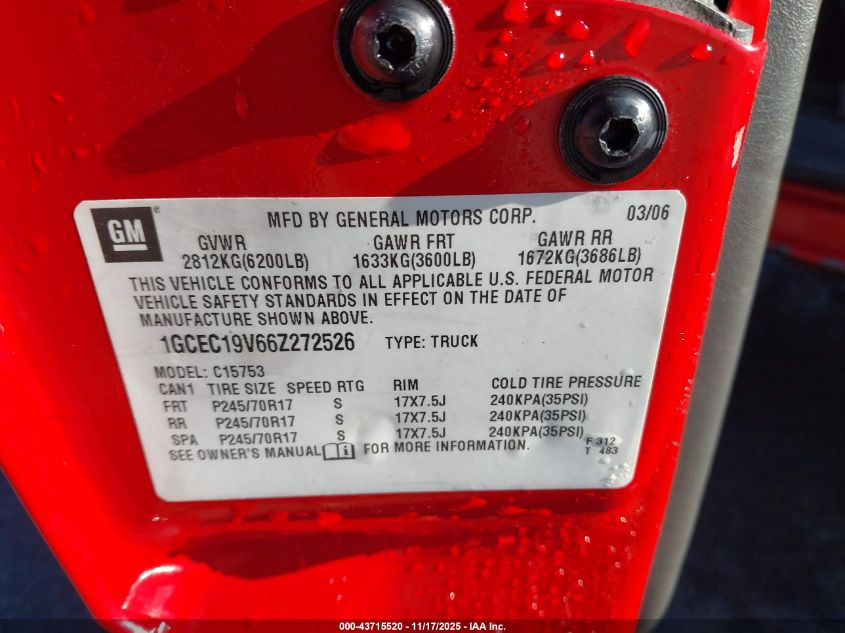 GM ®
MFD BY GENERAL MOTORS CORP. 03/06
GVWR GAWR FRT GAWR RR
2812KG(6200LB) 1633KG(3600LB) 1672KG(3686LB)
THIS VEHICLE CONFORMS TO ALL APPLICABLE U.S. FEDERAL MOTOR
VEHICLE SAFETY STANDARDS IN EFFECT ON THE DATE OF
MANUFACTURE SHOWN ABOVE.
1GCEC19V66Z272526 TYPE: TRUCK
MODEL: C15753
CAN1 TIRE SIZE SPEED RTG RIM COLD TIRE PRESSURE
FRT P245/70R17 S 17X7.5J 240KPA(35PSI)
RR P245/70R17 S 17X7.5J 240KPA(35PSI)
SPA P245/70R17 S 17X7.5J 240KPA(35PSI)
SEE OWNER'S MANUAL i FOR MORE INFORMATION.
F 312
T 483
000-43715520 11/17/2025 - IAA Inc.